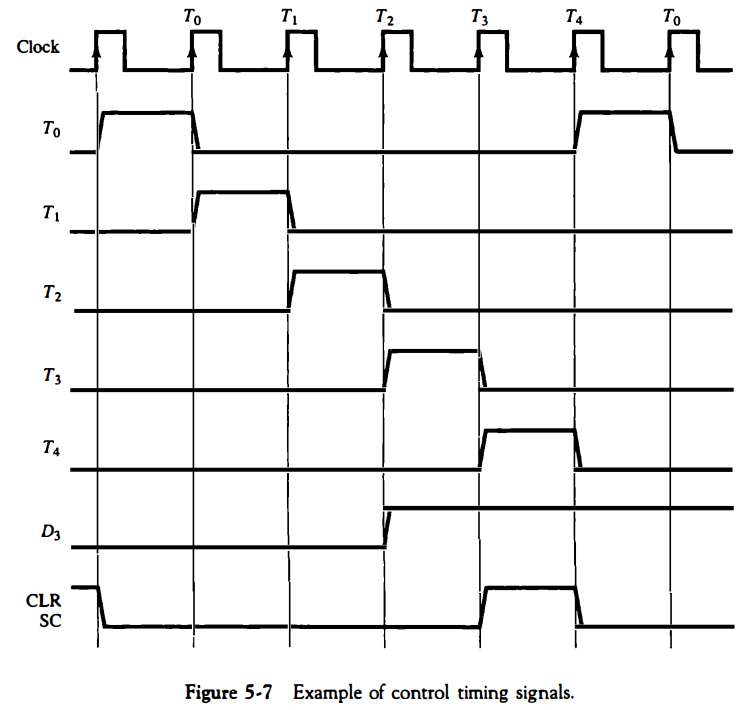 T0 T1 T2 T3 T4 T0
Clock
T0
T1
T2
T3
T4
D3
CLR
SC
Figure 5-7 Example of control timing signals.